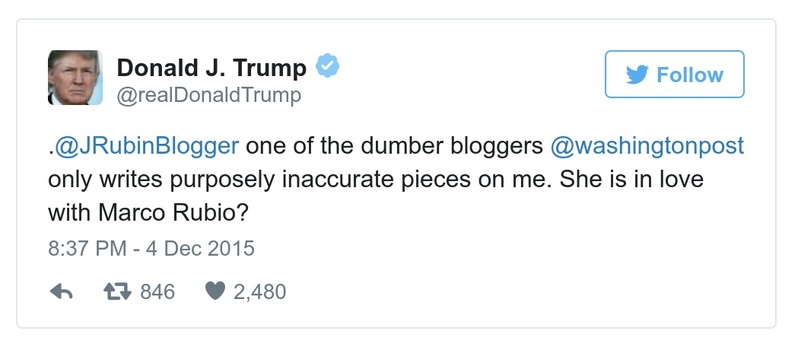 Donald J. Trump
@realDonaldTrump
Follow
.@JRubinBlogger one of the dumber bloggers @washingtonpost
only writes purposely inaccurate pieces on me. She is in love
with Marco Rubio?
8:37 PM - 4 Dec 2015
846 2,480